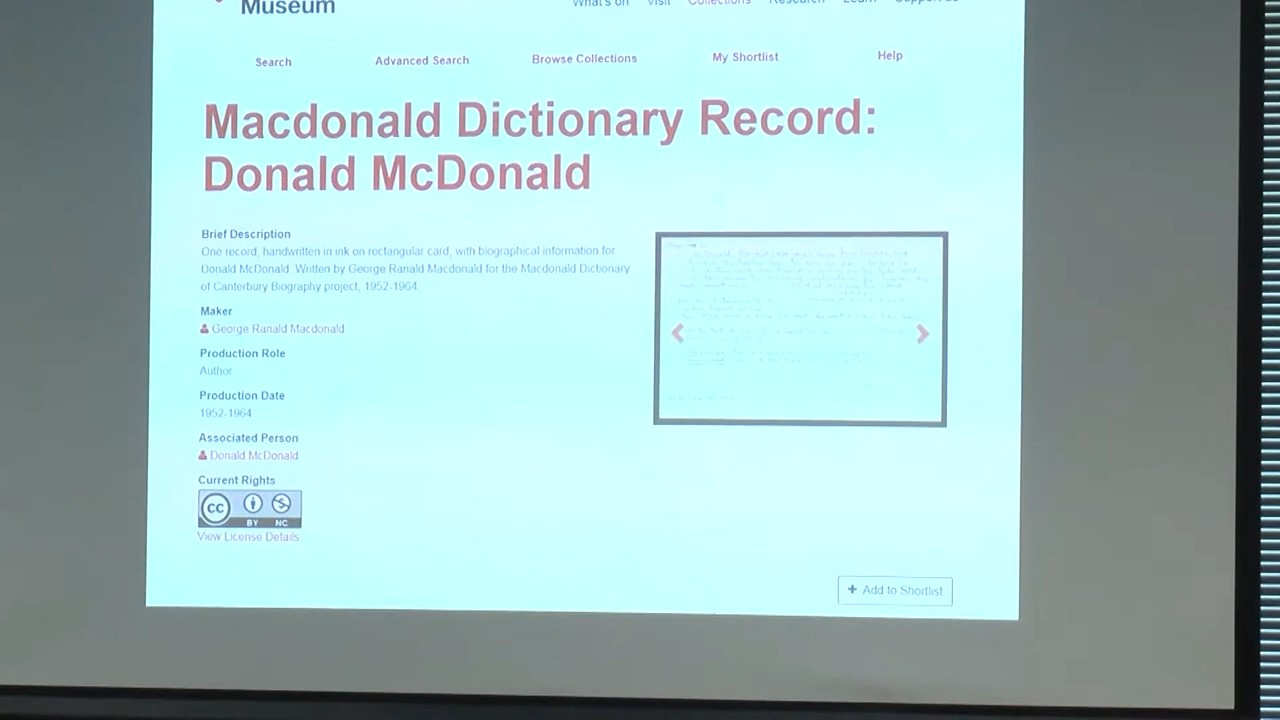 Museum
What's on Visit Collections Research Learn Support us
Search Advanced Search Browse Collections My Shortlist Help
Macdonald Dictionary Record:
Donald McDonald
Brief Description
One record, handwritten in ink on rectangular card, with biographical information for
Donald McDonald. Written by George Ranald Macdonald for the Macdonald Dictionary
of Canterbury Biography project, 1952-1964
Maker
George Ranald Macdonald
Production Role
Author
Production Date
1952-1964
Associated Person
Donald McDonald
Current Rights
CC BY NC
View License Details
+ Add to Shortlist